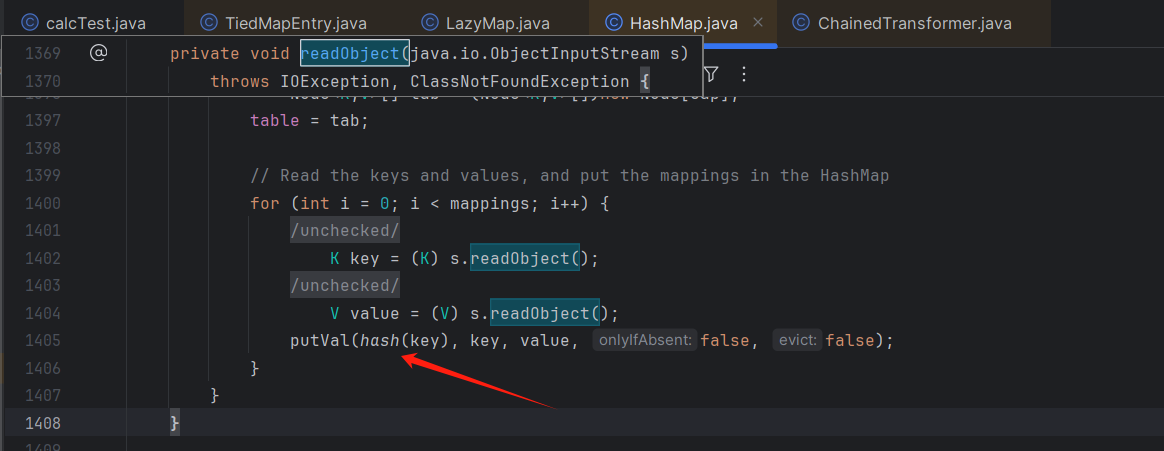 calcTest.java TiedMapEntry.java LazyMap.java HashMap.java ChainedTransformer.java
1369 @ private void readObject(java.io.ObjectInputStream s)
1370 throws IOException, ClassNotFoundException {
1397 table = tab;
1398
1399 // Read the keys and values, and put the mappings in the HashMap
1400 for (int i = 0; i < mappings; i++) {
1401 /unchecked/
1402 K key = (K) s.readObject();
1403 /unchecked/
1404 V value = (V) s.readObject();
1405 putVal(hash(key), key, value, onlyIfAbsent: false, evict: false);
1406 }
1407 }
1408 }